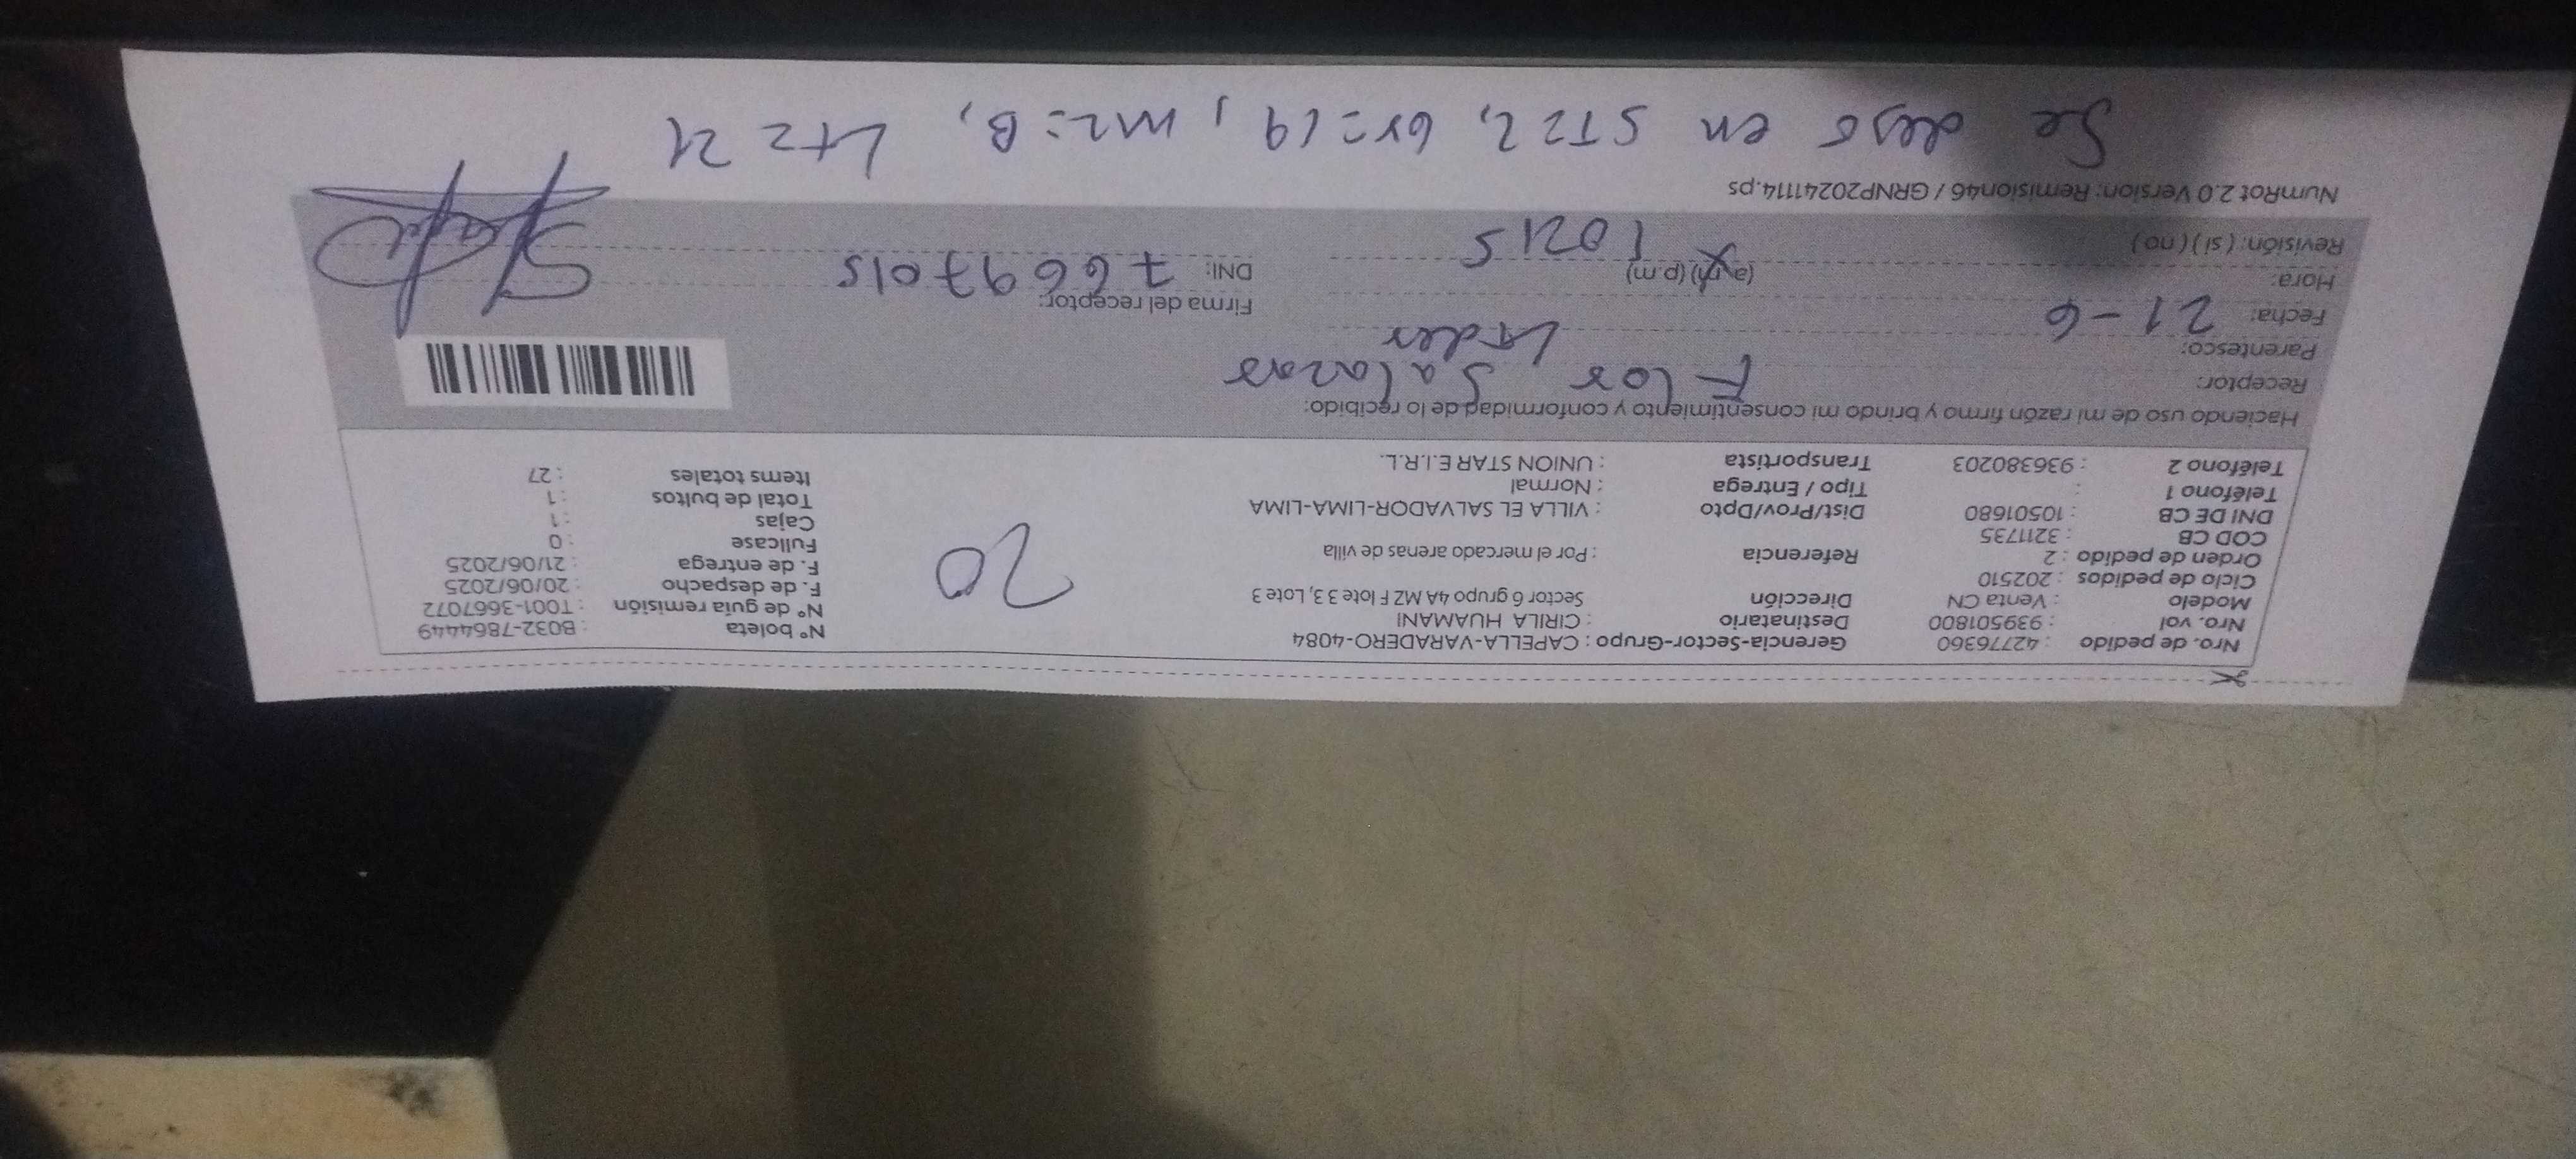 Nro. de pedido : 42776360 Gerencia-Sector-Grupo : CAPELLA-VARADERO-4084 N° boleta : B032-7864449
Nro. vol : 939501800 Destinatario : CIRILA HUAMANI N° de guía remisión : T001-3667072
Modelo : Venta CN Dirección Sector 6 grupo 4A MZ F lote 3 3, Lote 3 F. de despacho : 20/06/2025
Ciclo de pedidos : 202510 F. de entrega : 21/06/2025
Orden de pedido : 2 Referencia : Por el mercado arenas de villa Fullcase : 0
COD CB : 3211735 Cajas : 1
DNI DE CB : 10501680 Dist/Prov/Dpto : VILLA EL SALVADOR-LIMA-LIMA Total de bultos : 1
Teléfono 1 : Tipo / Entrega : Normal Items totales : 27
Teléfono 2 : 936380203 Transportista : UNION STAR E.I.R.L.
20
Haciendo uso de mi razón firmo y brindo mi consentimiento y conformidad de lo recibido:
Receptor: Flor Salazar
Parentesco: Lider
Fecha: 21-6 Firma del receptor:
Hora: (a.m) (p.m) 10215 DNI: 76697015
Revisión: (si) (no)
NumRot 2.0 Version: Remision46 / GRNP20241114.ps
Se dejó en ST=2, Gr=19, mz=B, Lt=21